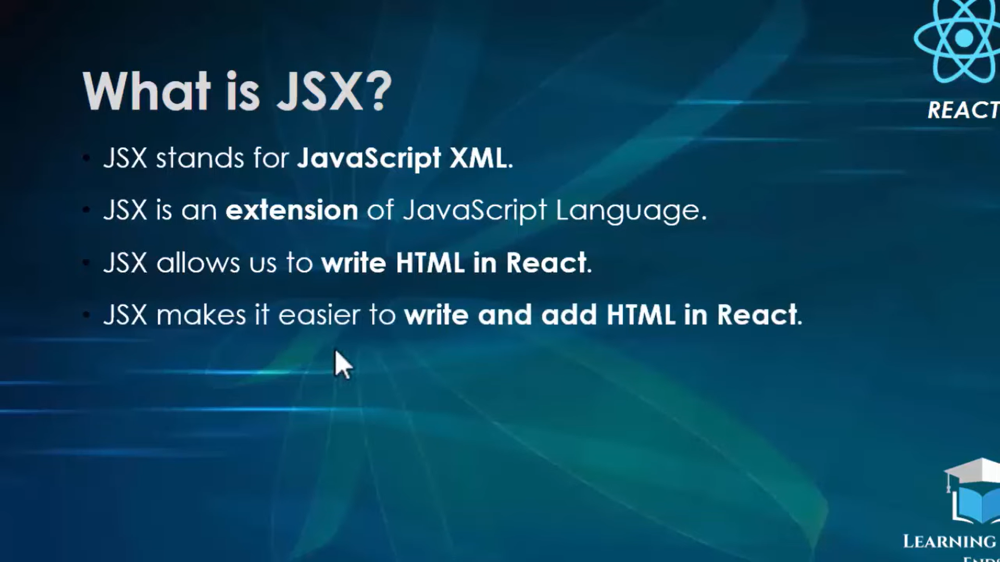 What is JSX?
REACT
JSX stands for JavaScript XML.
JSX is an extension of JavaScript Language.
JSX allows us to write HTML in React.
JSX makes it easier to write and add HTML in React.
LEARNING